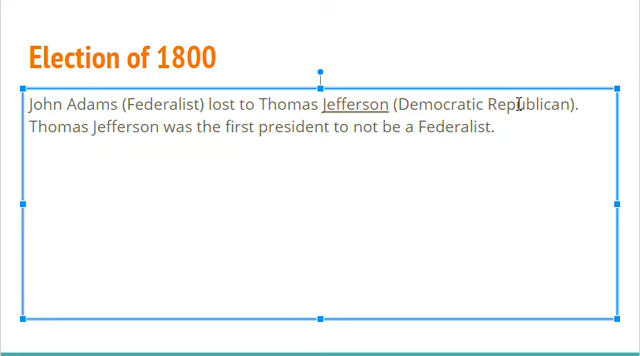 Election of 1800
John Adams (Federalist) lost to Thomas Jefferson (Democratic Republican).
Thomas Jefferson was the first president to not be a Federalist.